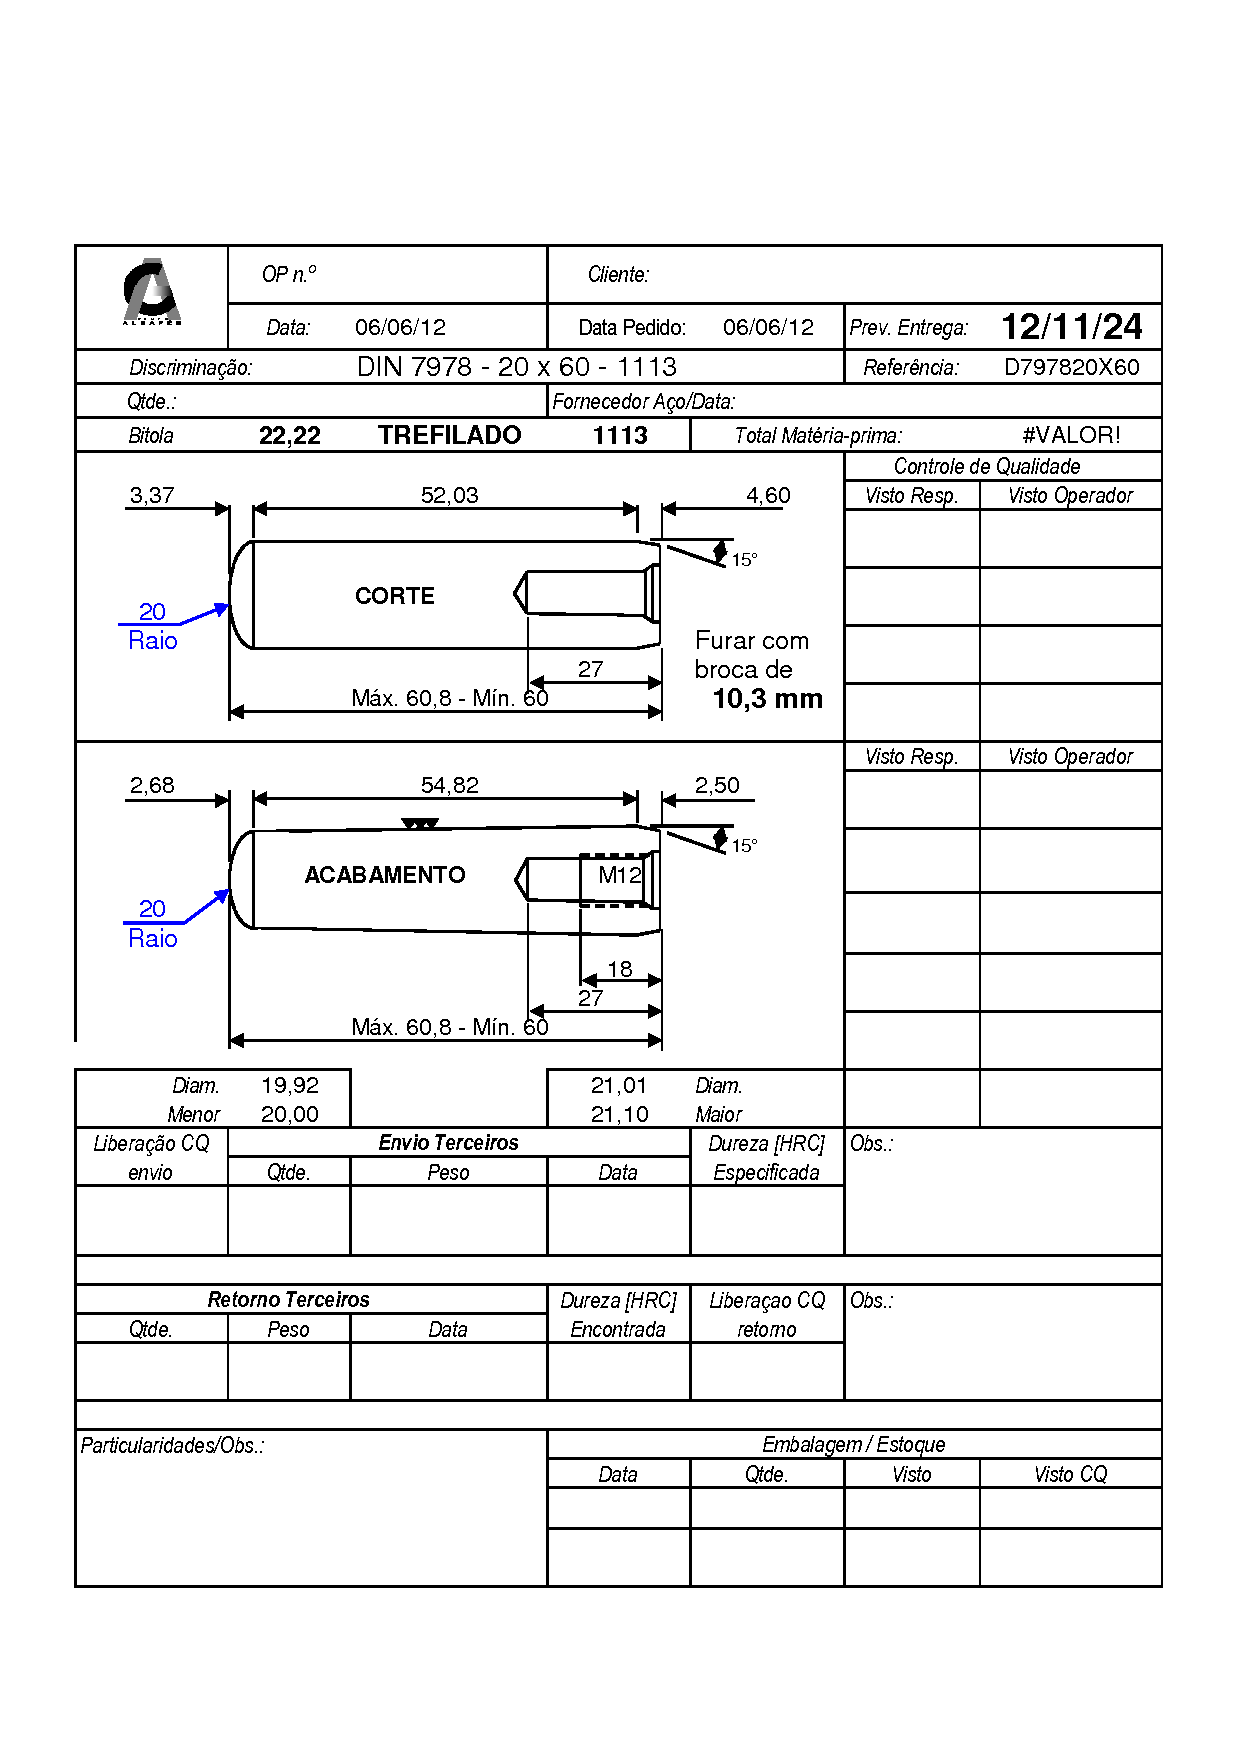 ALBAPES
OP n.º
Cliente:
Data: 06/06/12
Data Pedido: 06/06/12
Prev. Entrega: 12/11/24
Discriminação: DIN 7978 - 20 x 60 - 1113
Referência: D797820X60
Qtde.:
Fornecedor Aço/Data:
Bitola 22,22 TREFILADO 1113
Total Matéria-prima: #VALOR!
Controle de Qualidade
Visto Resp. Visto Operador
3,37 52,03 4,60
15°
CORTE
20
Raio
Furar com
broca de
10,3 mm
27
Máx. 60,8 - Mín. 60
Visto Resp. Visto Operador
2,68 54,82 2,50
15°
ACABAMENTO
M12
20
Raio
18
27
Máx. 60,8 - Mín. 60
Diam. 19,92 21,01 Diam.
Menor 20,00 21,10 Maior
Liberação CQ
envio
Envio Terceiros
Qtde. Peso Data
Dureza [HRC]
Especificada
Obs.:
Retorno Terceiros
Qtde. Peso Data
Dureza [HRC]
Encontrada
Liberaçao CQ
retorno
Obs.:
Particularidades/Obs.:
Embalagem / Estoque
Data Qtde. Visto Visto CQ